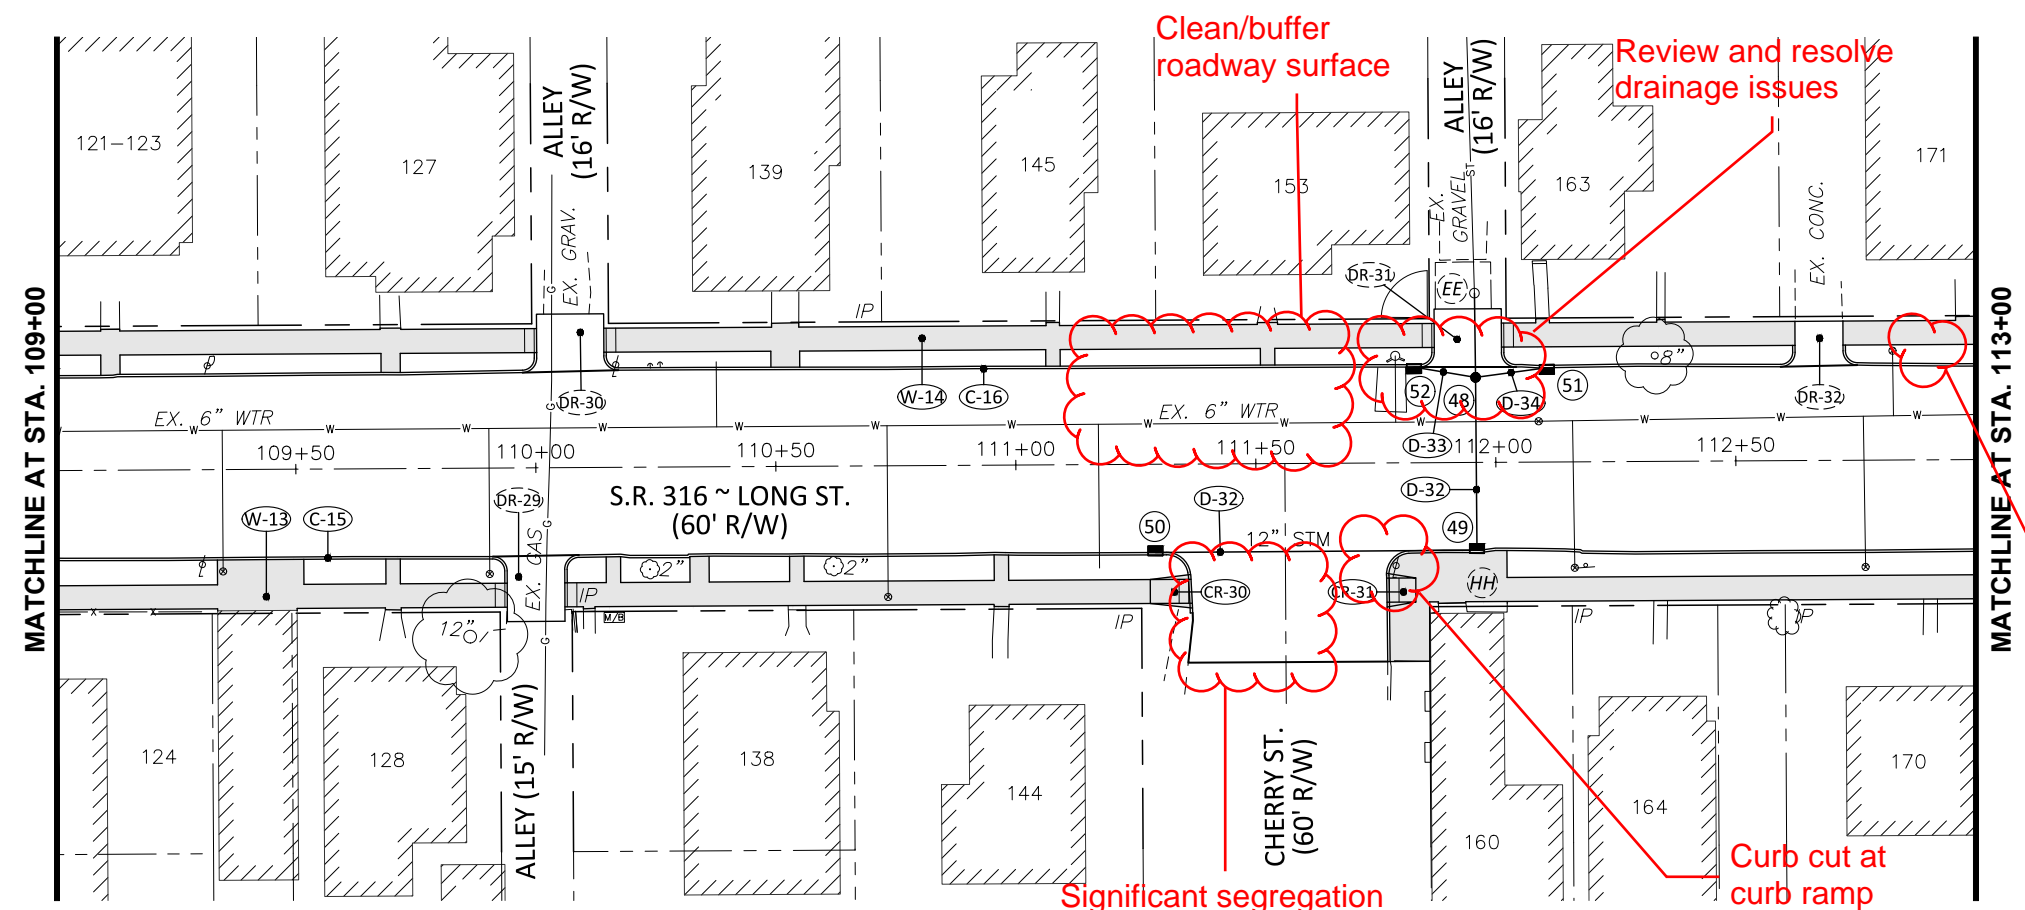 Clean/buffer
roadway surface
Review and resolve
drainage issues
MATCHLINE AT STA. 109+00
MATCHLINE AT STA. 113+00
121-123
127
ALLEY
(16' R/W)
EX. GRAV.
139
145
153
ALLEY
(16' R/W)
ST
EX.
GRAVEL
163
171
EX. CONC.
DR-31
EE
IP
8"
G
DR-30
W-14
C-16
52
48
D-34
51
DR-32
EX. 6" WTR
EX. 6" WTR
W W W W W W W W W W W
D-33
109+50
110+00
110+50
111+00
111+50
112+00
112+50
DR-29
S.R. 316 ~ LONG ST.
(60' R/W)
D-32
D-32
W-13
C-15
G
50
12" STM
49
2"
2"
EX. GAS
CR-30
CR-31
HH
X X
IP
M/B
IP
IP
IP
12"
G
124
128
ALLEY (15' R/W)
138
144
CHERRY ST.
(60' R/W)
160
164
170
Significant segregation
Curb cut at
curb ramp